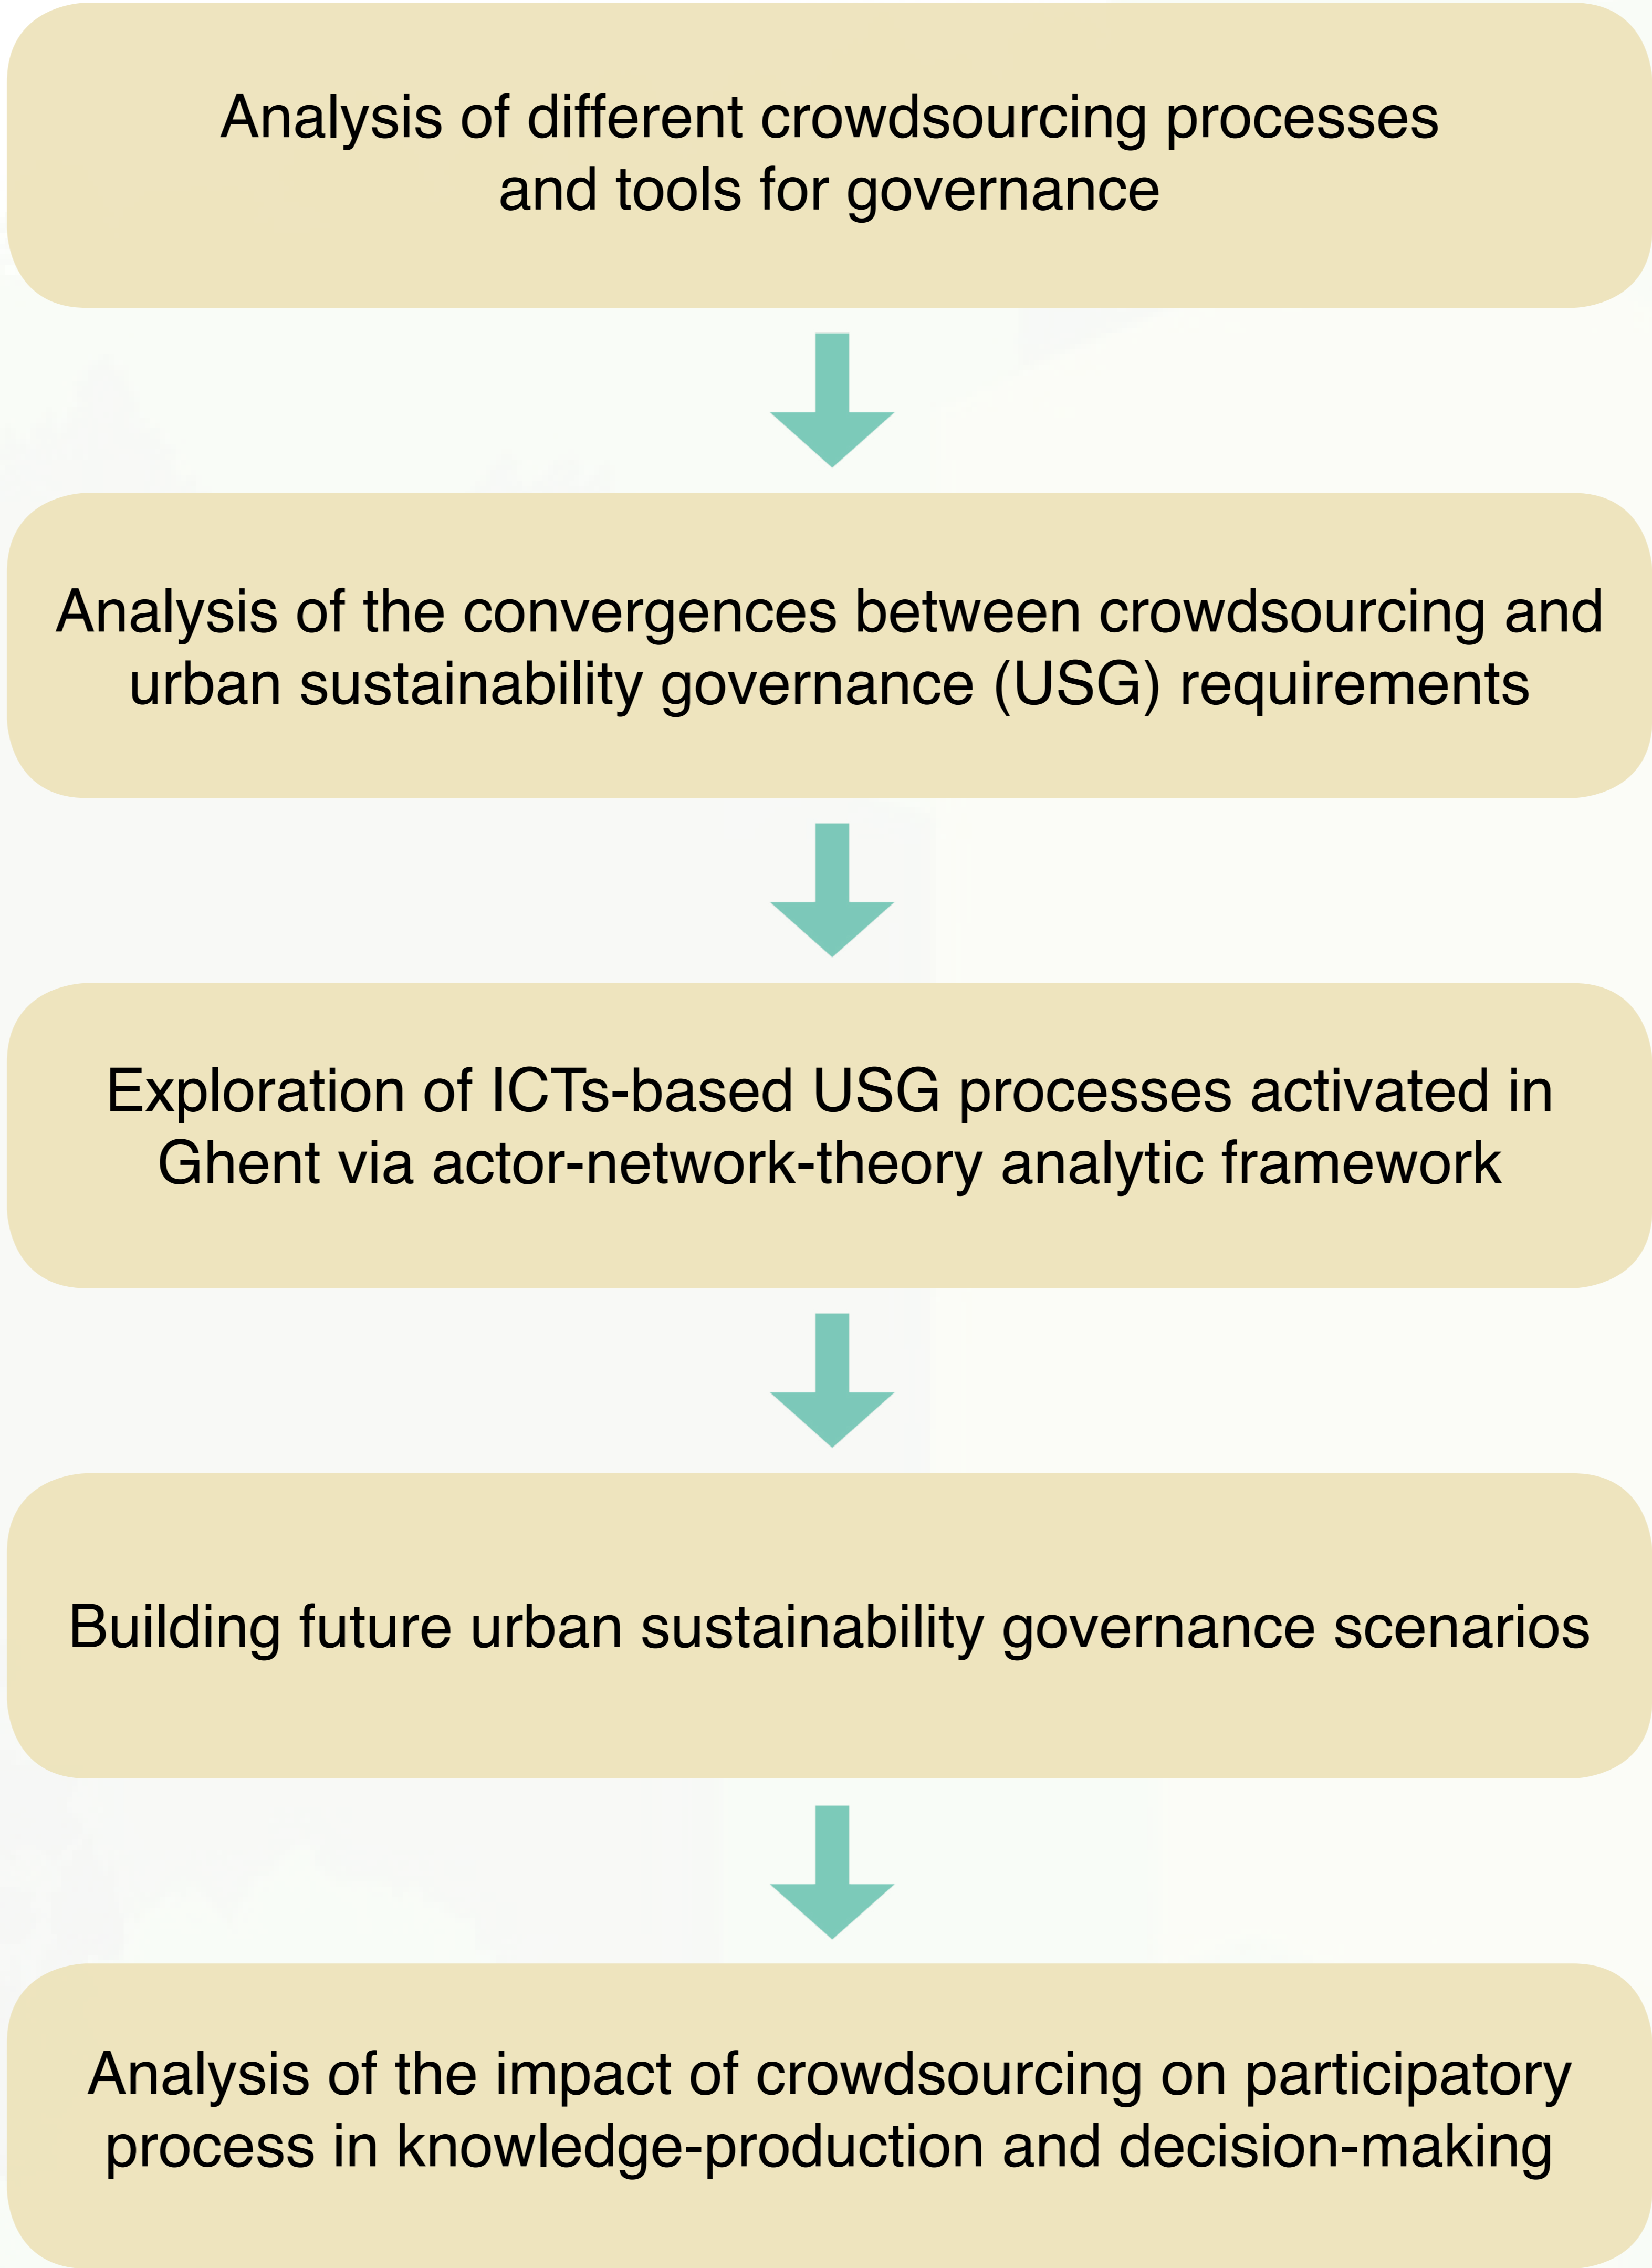 Analysis of different crowdsourcing processes
and tools for governance
Analysis of the convergences between crowdsourcing and
urban sustainability governance (USG) requirements
Exploration of ICTs-based USG processes activated in
Ghent via actor-network-theory analytic framework
Building future urban sustainability governance scenarios
Analysis of the impact of crowdsourcing on participatory
process in knowledge-production and decision-making